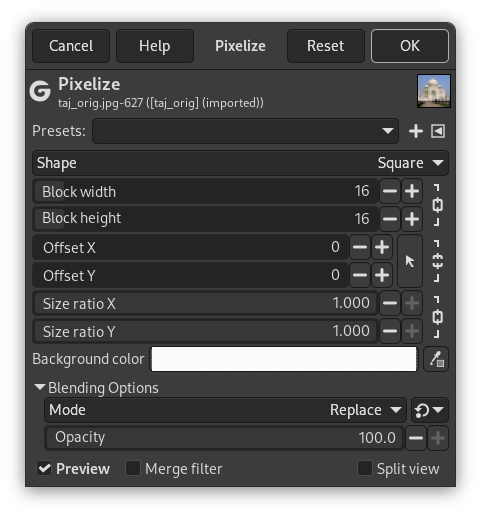 Cancel Help Pixelize Reset OK
Pixelize
taj_orig.jpg-627 ([taj_orig] (imported))
Presets:
Shape Square
Block width 16
Block height 16
Offset X 0
Offset Y 0
Size ratio X 1.000
Size ratio Y 1.000
Background color
Blending Options
Mode Replace
Opacity 100.0
Preview Merge filter Split view